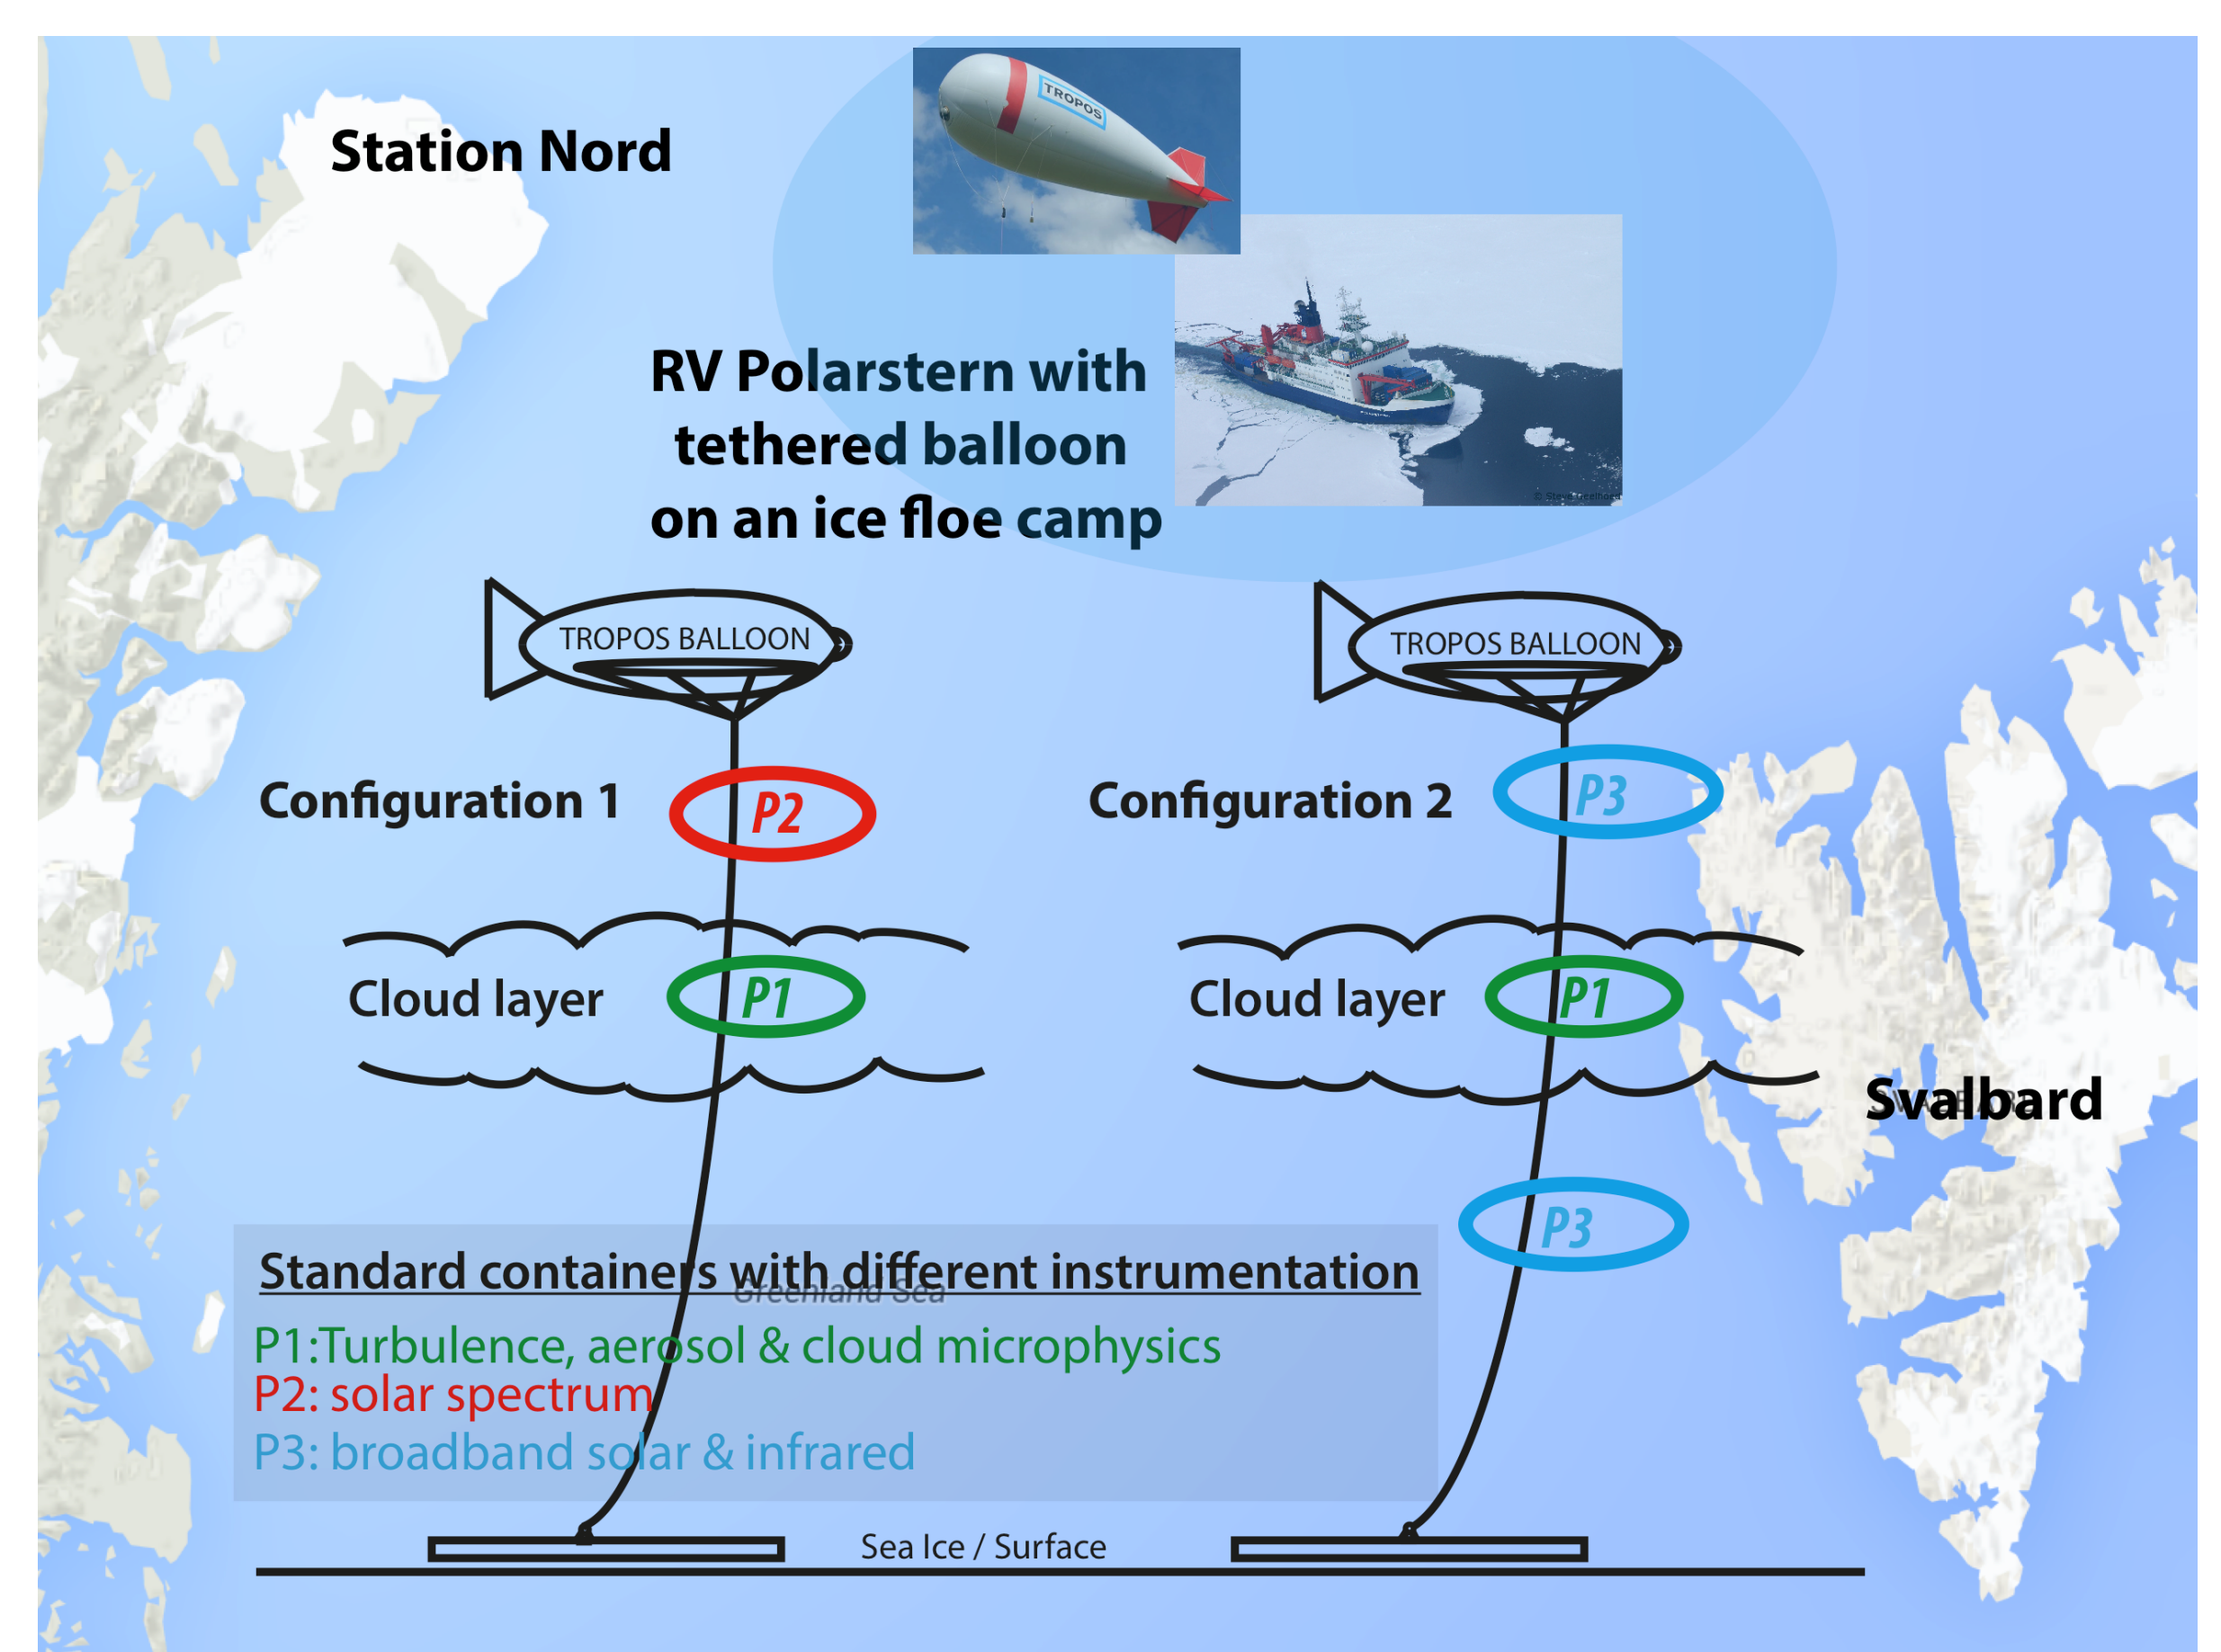 TROPOS
Station Nord
RV Polarstern with
tethered balloon
on an ice floe camp
TROPOS BALLOON
TROPOS BALLOON
Configuration 1
P2
Configuration 2
P3
Cloud layer
P1
Cloud layer
P1
Svalbard
SVALBARD
P3
Standard containers with different instrumentation
Greenland Sea
P1:Turbulence, aerosol & cloud microphysics
P2: solar spectrum
P3: broadband solar & infrared
Sea Ice / Surface